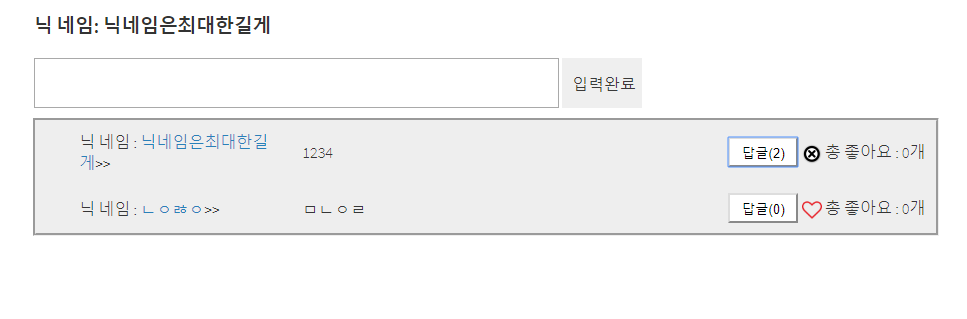 닉 네임: 닉네임은최대한길게
입력완료
닉 네임 : 닉네임은최대한길
게>> 1234 답글(2) 총 좋아요 : 0개
닉 네임 : ㄴㅇㄹㅎㅇ>> ㅁㄴㅇㄹ 답글(0) 총 좋아요 : 0개